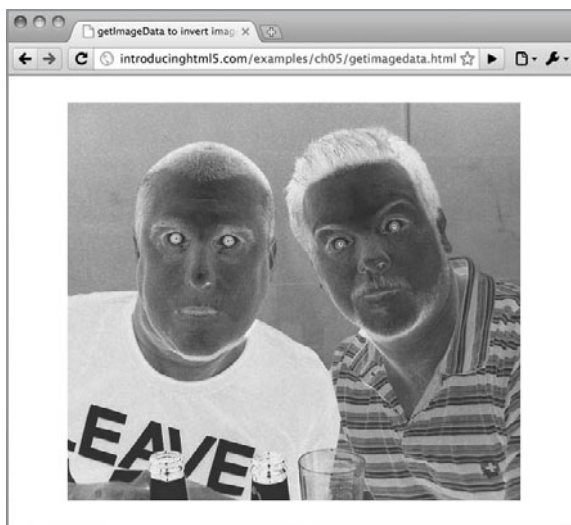 getImageData to invert imag
introducinghtml5.com/examples/ch05/getimagedata.html
LEAVE